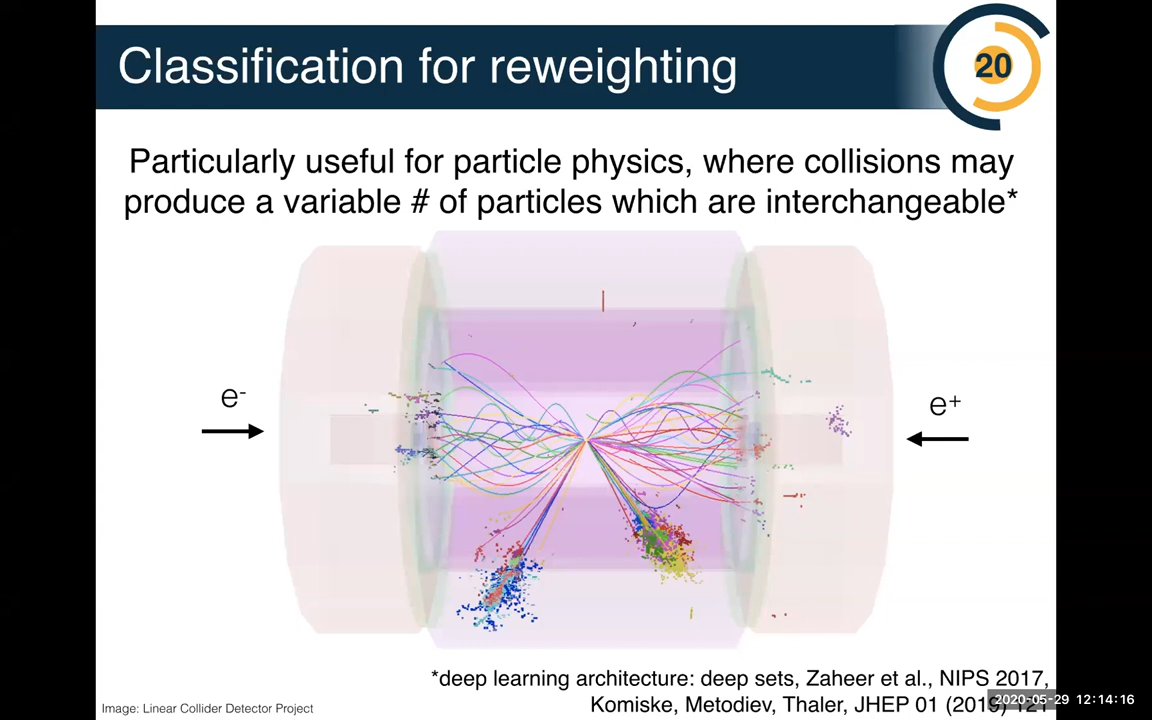 Classification for reweighting
20
Particularly useful for particle physics, where collisions may
produce a variable # of particles which are interchangeable*
e-
e+
*deep learning architecture: deep sets, Zaheer et al., NIPS 2017,
Komiske, Metodiev, Thaler, JHEP 01 (2019) 121
2020-05-29 12:14:16
Image: Linear Collider Detector Project